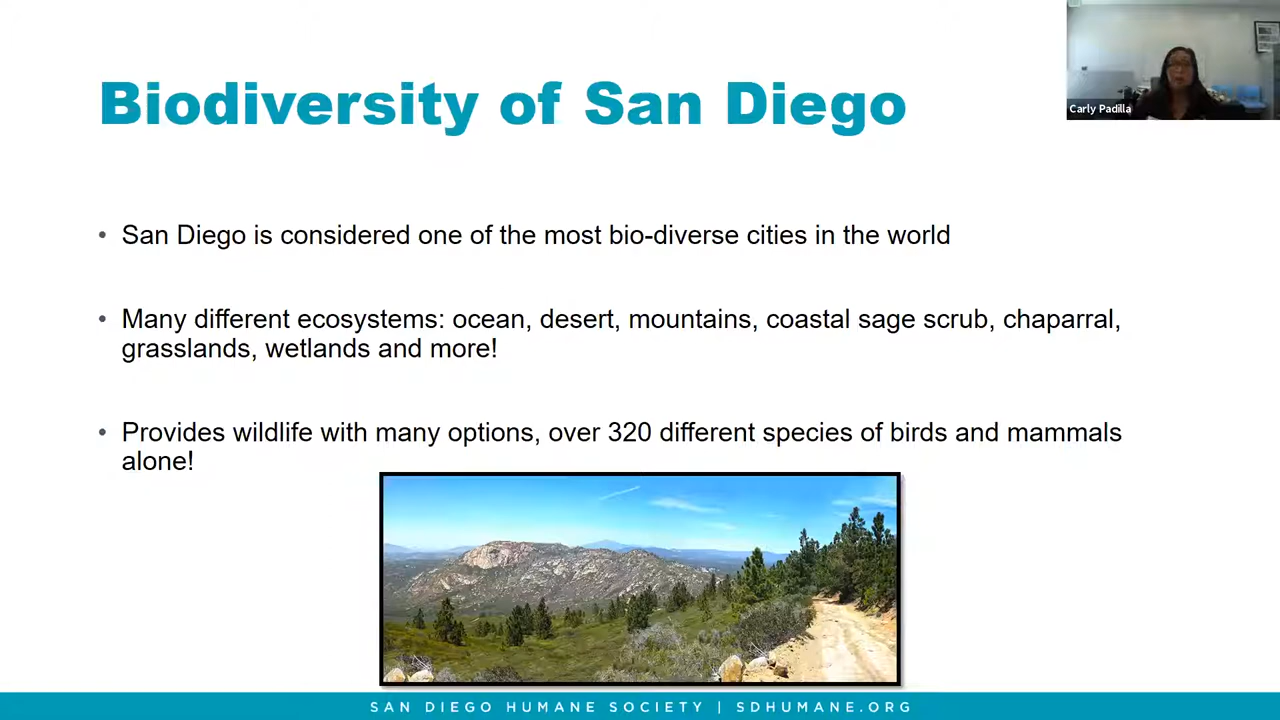 Biodiversity of San Diego
Carly Padilla
• San Diego is considered one of the most bio-diverse cities in the world
• Many different ecosystems: ocean, desert, mountains, coastal sage scrub, chaparral,
grasslands, wetlands and more!
• Provides wildlife with many options, over 320 different species of birds and mammals
alone!
SAN DIEGO HUMANE SOCIETY | SDHUMANE.ORG